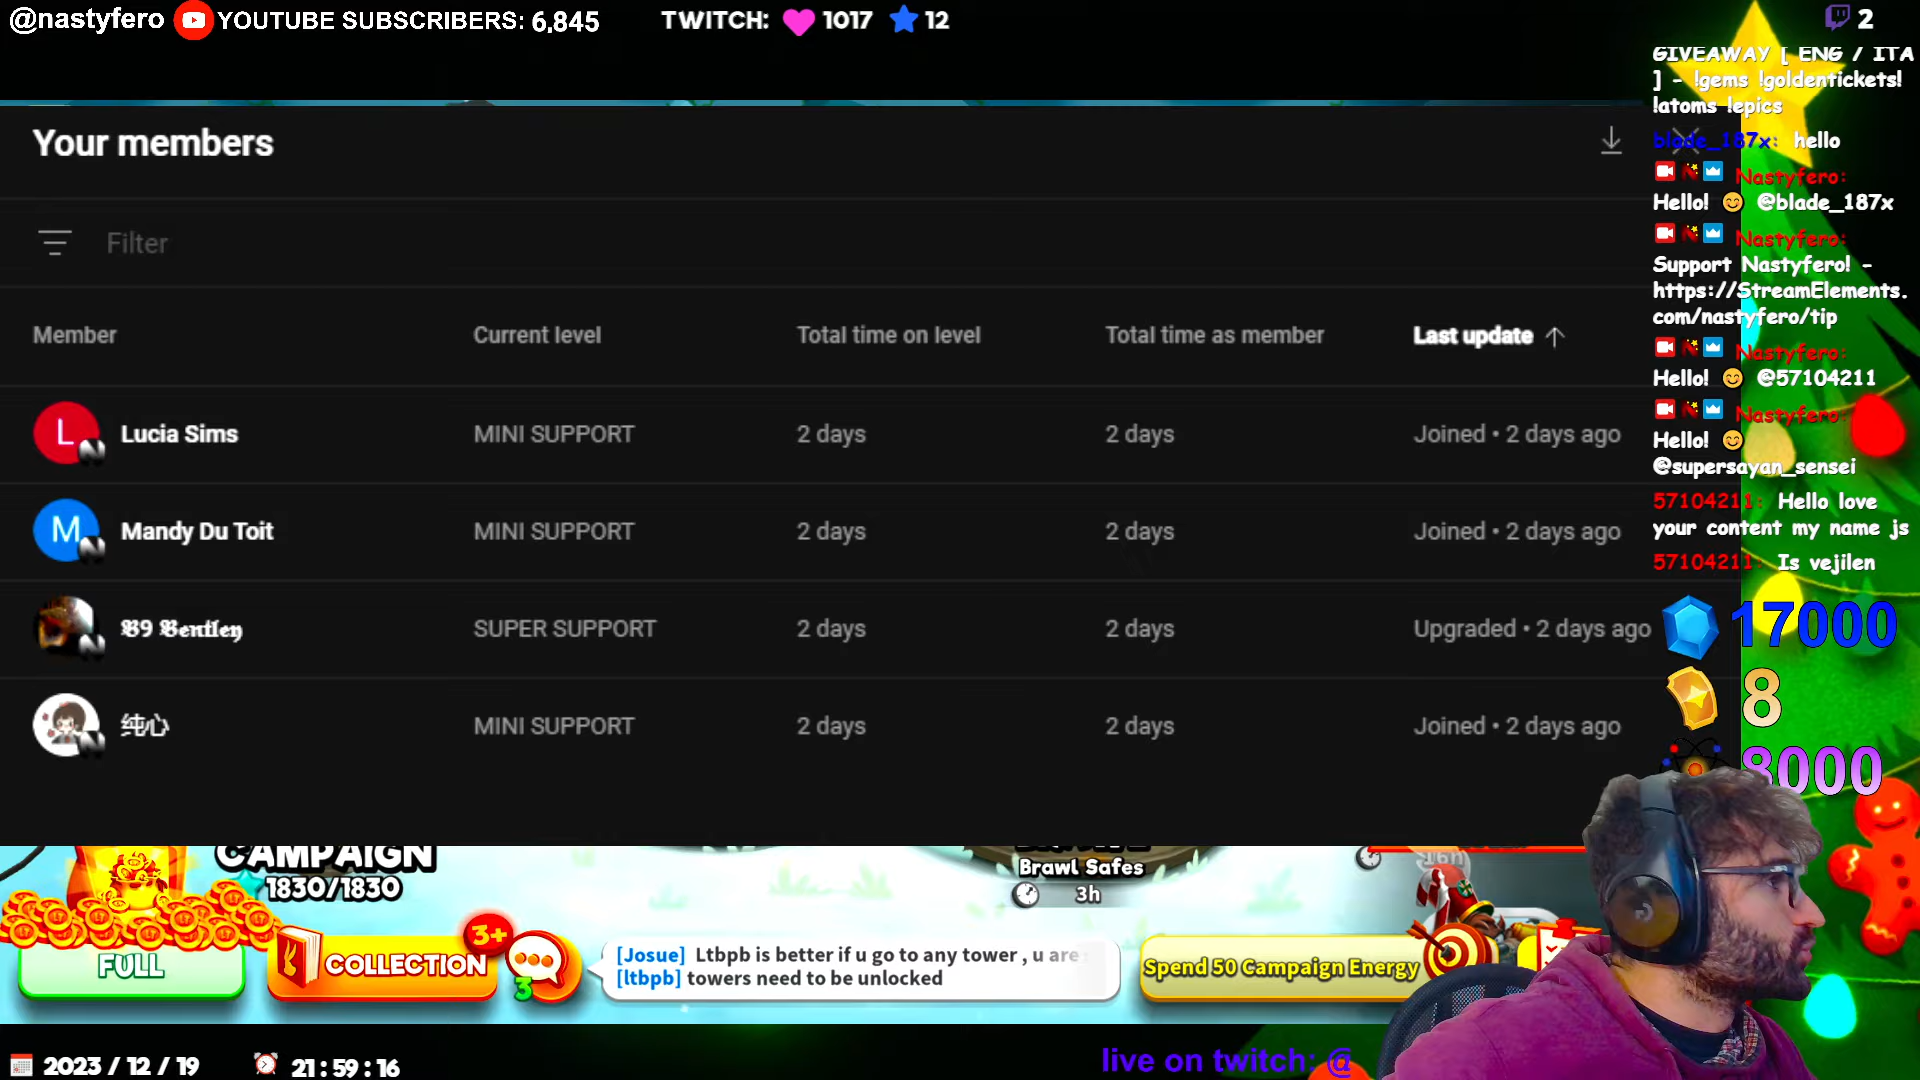 @nastyfero YOUTUBE SUBSCRIBERS: 6,845 TWITCH: 1017 12
2
GIVEAWAY [ ENG / ITA
] - !gems !goldentickets!
!atoms !epics
blade_187x: hello
Nastyfero:
Hello! 😊 @blade_187x
Nastyfero:
Support Nastyfero! -
https://StreamElements.
com/nastyfero/tip
Nastyfero:
Hello! 😊 @57104211
Nastyfero:
Hello! 😊
@supersayan_sensei
57104211: Hello love
your content my name js
57104211: Is vejilen
17000
8
8000
Your members
Filter
Member Current level Total time on level Total time as member Last update ↑
L Lucia Sims MINI SUPPORT 2 days 2 days Joined • 2 days ago
M Mandy Du Toit MINI SUPPORT 2 days 2 days Joined • 2 days ago
𝕭9 𝕭𝖊𝖓𝖙𝖑𝖊𝖞 SUPER SUPPORT 2 days 2 days Upgraded • 2 days ago
纯心 MINI SUPPORT 2 days 2 days Joined • 2 days ago
CAMPAIGN
1830/1830
Brawl Safes
3h
16h
FULL
COLLECTION
3+
3
[Josue] Ltbpb is better if u go to any tower , u are
[ltbpb] towers need to be unlocked
Spend 50 Campaign Energy
2023 / 12 / 19 21:59:16
live on twitch: @